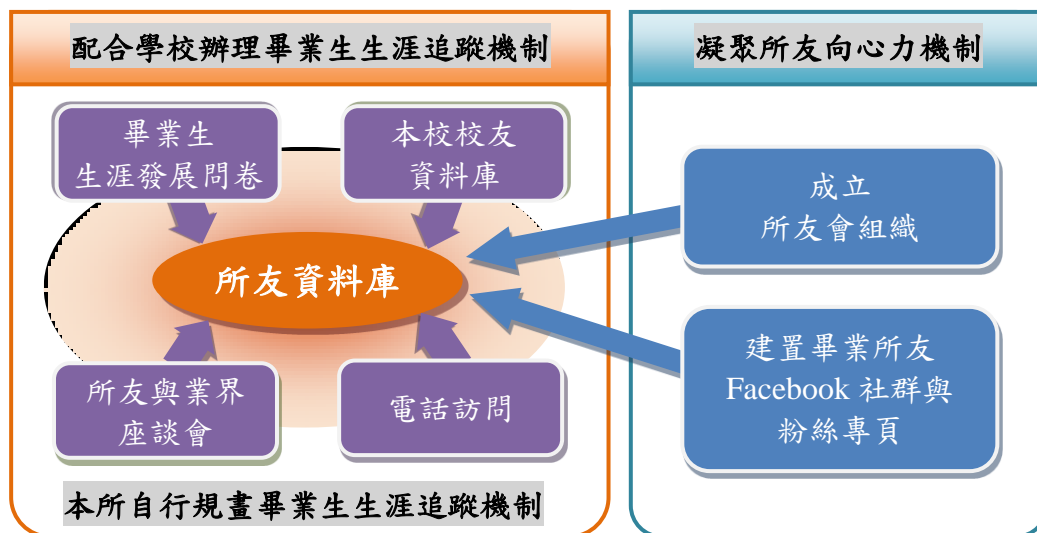 配合學校辦理畢業生生涯追蹤機制
畢業生
生涯發展問卷
本校校友
資料庫
所友資料庫
所友與業界
座談會
電話訪問
本所自行規畫畢業生生涯追蹤機制
凝聚所友向心力機制
成立
所友會組織
建置畢業所友
Facebook 社群與
粉絲專頁